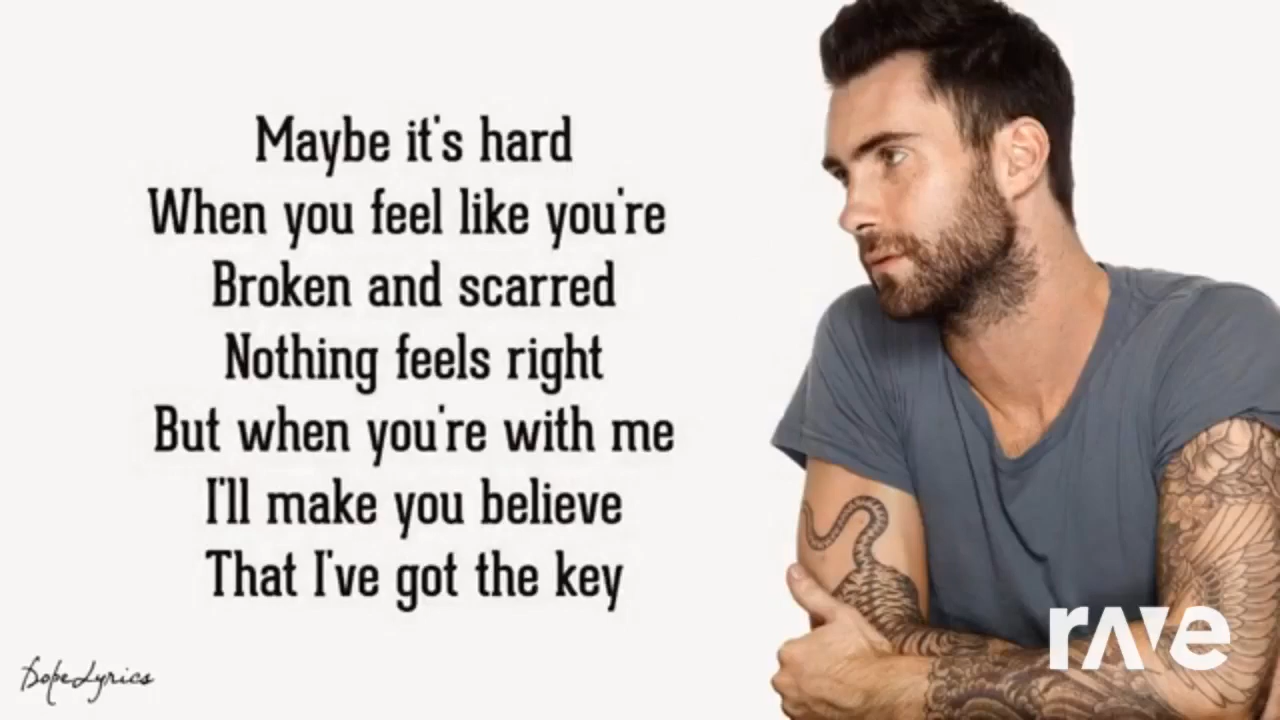 Maybe it's hard
When you feel like you're
Broken and scarred
Nothing feels right
But when you're with me
I'll make you believe
That I've got the key
DopeLyrics
rave